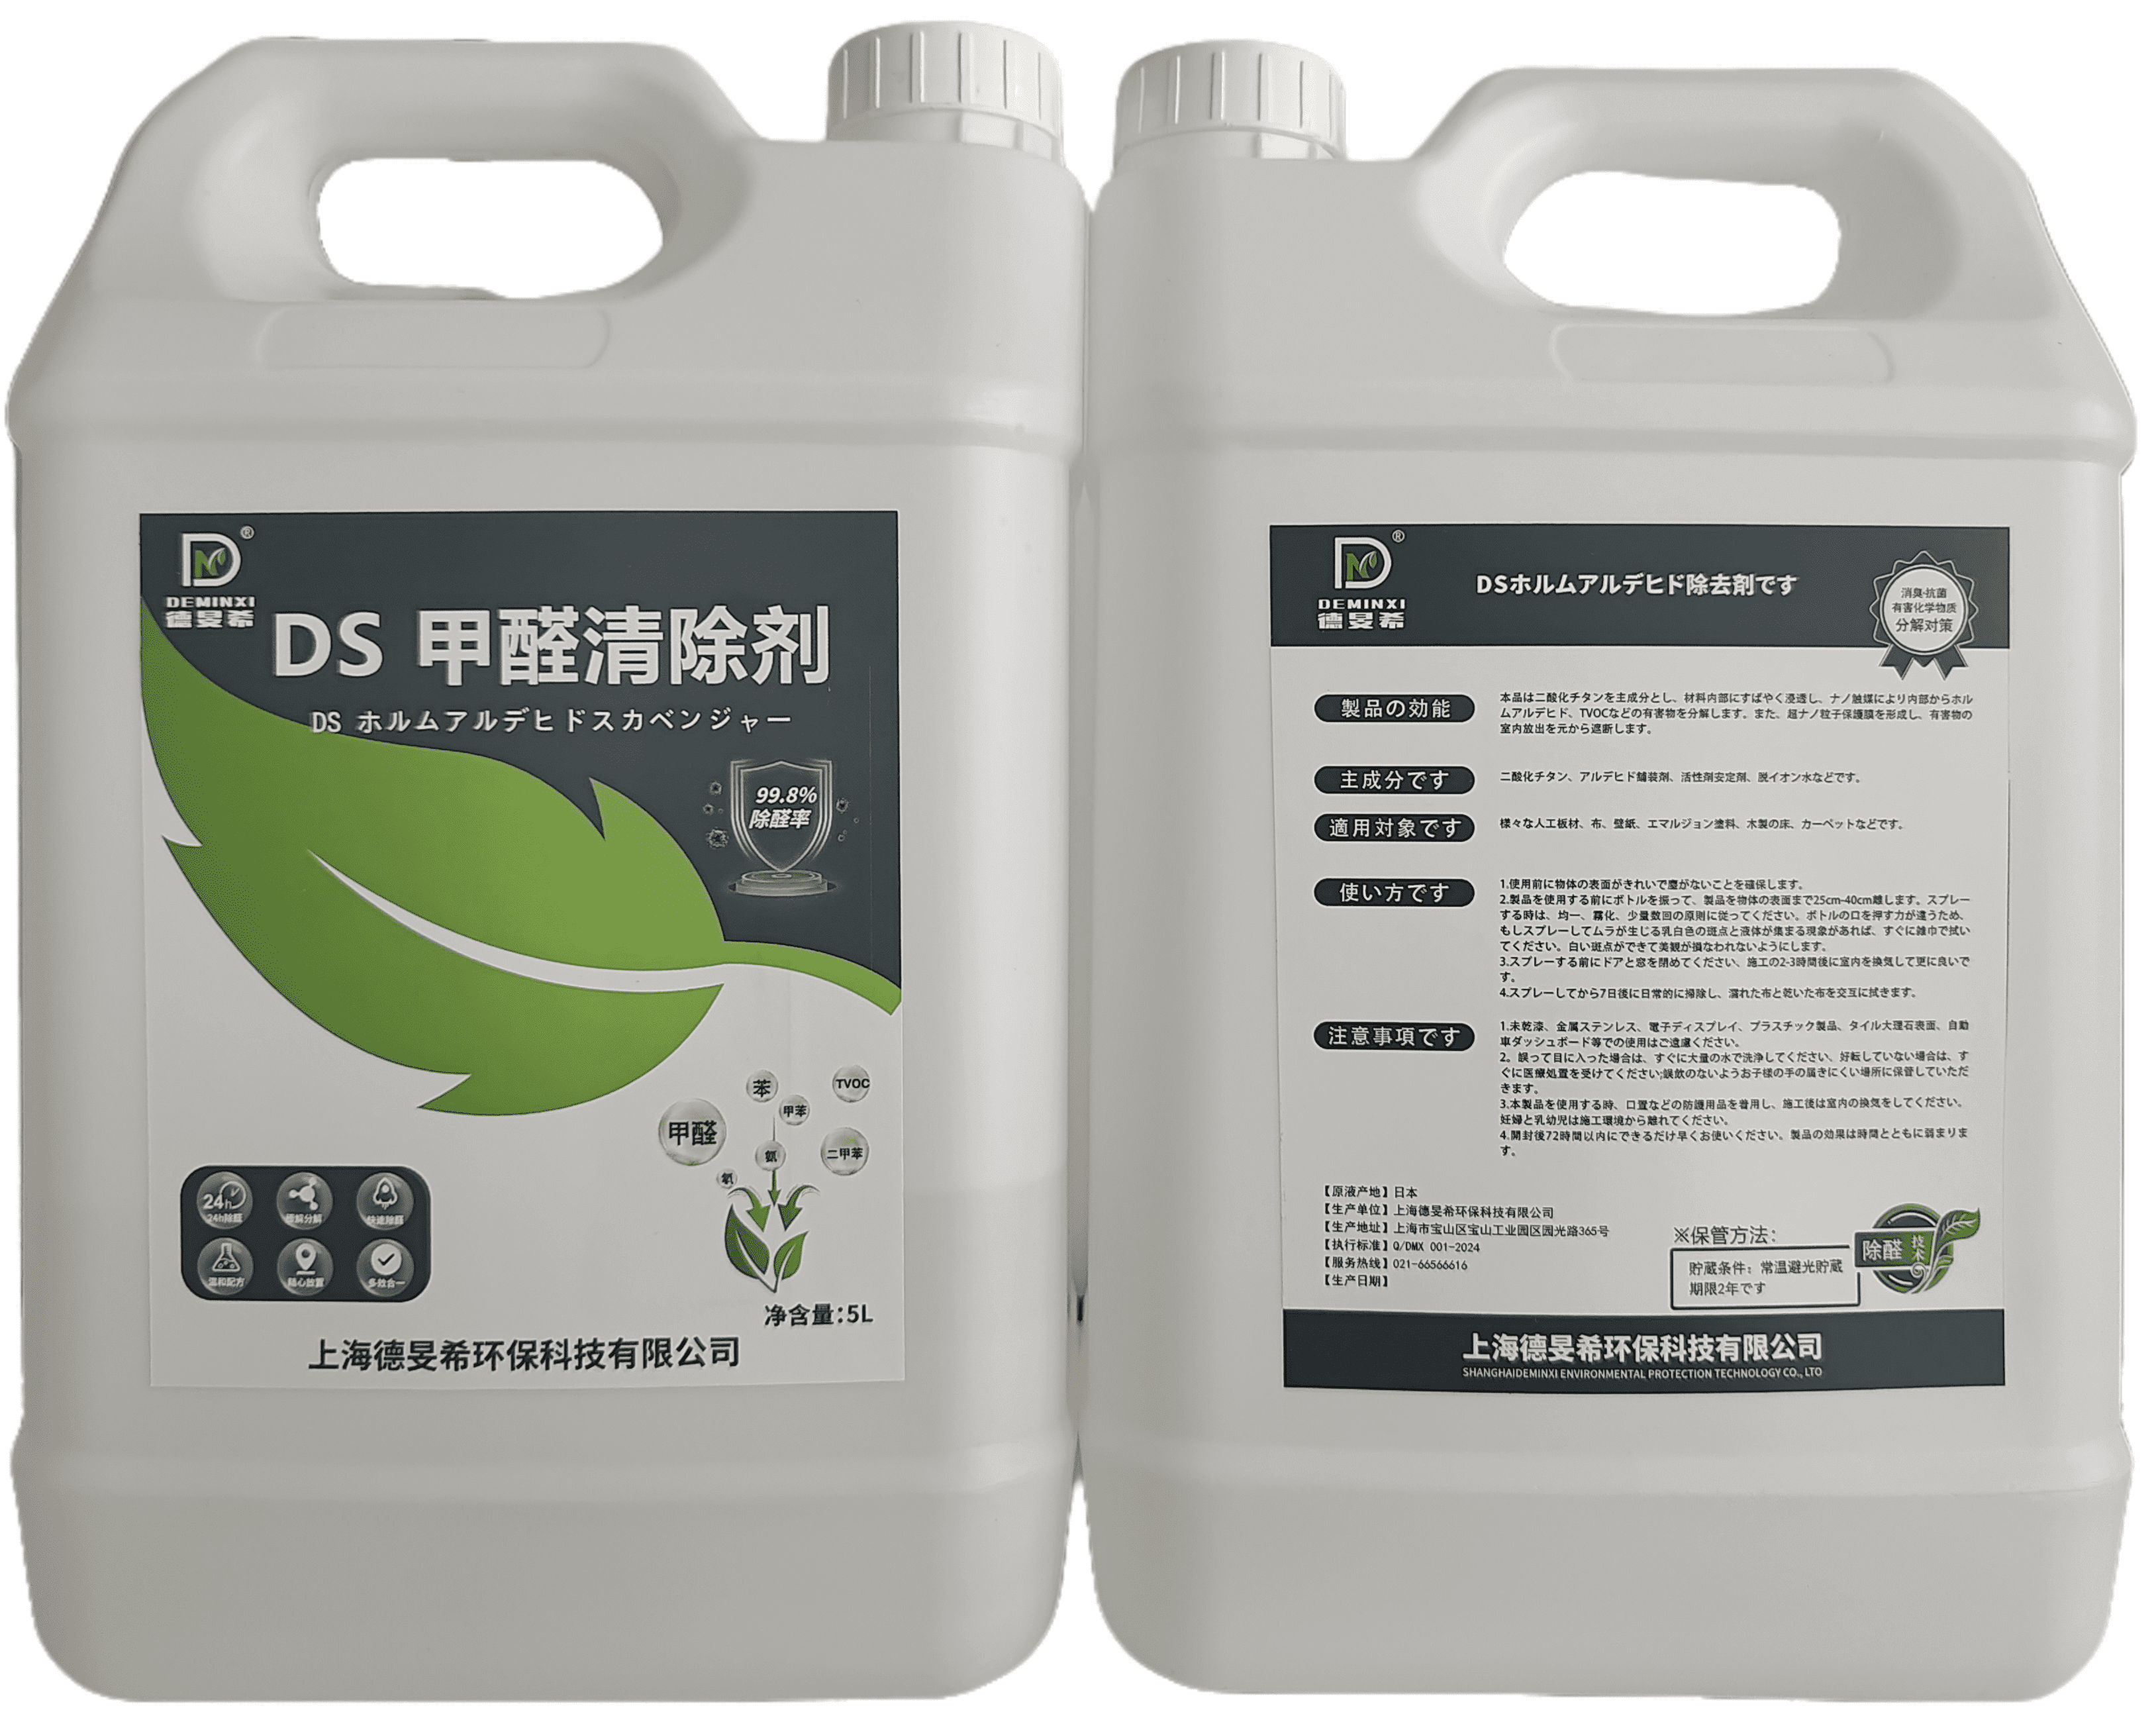 DM®
DEMINXI
德旻希
DS 甲醛清除剂
DS ホルムアルデヒドスカベンジャー
99.8%
除醛率
苯
TVOC
甲苯
甲醛
氨
二甲苯
氡
24h
24h除醛
快速除醛
温和配方
随心放置
多效合一
净含量:5L
上海德旻希环保科技有限公司
DM®
DEMINXI
德旻希
DSホルムアルデヒド除去剤です
消臭·抗菌
有害化学物质
分解対策
製品の効能
本品は二酸化チタンを主成分とし、材料内部にすばやく浸透し、ナノ触媒により内部からホル
ムアルデヒド、TVOCなどの有害物を分解します。また、超ナノ粒子保護膜を形成し、有害物の
室内放出を元から遮断します。
主成分です
二酸化チタン、アルデヒド舗装剤、活性剤安定剤、脱イオン水などです。
適用対象です
様々な人工板材、布、壁紙、エマルジョン塗料、木製の床、カーペットなどです。
使い方です
1.使用前に物体の表面がきれいで塵がないことを確保します。
2.製品を使用する前にボトルを振って、製品を物体の表面まで25cm-40cm離します。スプレー
する時は、均一、霧化、少量数回の原則に従ってください。ボトルの口を押す力が違うため、
もしスプレーしてムラが生じる乳白色の斑点と液体が集まる現象があれば、すぐに雑巾で拭い
てください。白い斑点ができて美観が損なわれないようにします。
3.スプレーする前にドアと窓を閉めてください、施工の2-3時間後に室内を換気して更に良いで
す。
4.スプレーしてから7日後に日常的に掃除し、濡れた布と乾いた布を交互に拭きます。
注意事項です
1.未乾漆、金属ステンレス、電子ディスプレイ、プラスチック製品、タイル大理石表面、自動
車ダッシュボード等での使用はご遠慮ください。
2。誤って目に入った場合は、すぐに大量の水で洗浄してください、好転していない場合は、す
ぐに医療処置を受けてください;誤飲のないようお子様の手の届きにくい場所に保管していただ
きます。
3.本製品を使用する時、口置などの防護用品を着用し、施工後は室内の換気をしてください。
妊婦と乳幼児は施工環境から離れてください。
4.開封後72時間以内にできるだけ早くお使いください。製品の効果は時間とともに弱まりま
す。
【原液产地】日本
【生产单位】上海德旻希环保科技有限公司
【生产地址】上海市宝山区宝山工业园区园光路365号
【执行标准】Q/DMX 001-2024
【服务热线】021-66566616
【生产日期】
※保管方法:
貯蔵条件:常温避光貯蔵
期限2年です
除醛 技术
上海德旻希环保科技有限公司
SHANGHAIDEMINXI ENVIRONMENTAL PROTECTION TECHNOLOGY CO., LTO